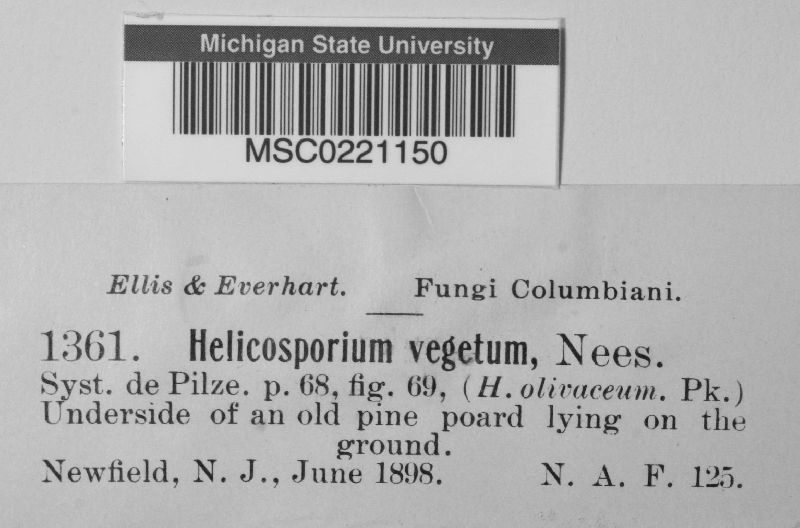 Michigan State University
MSC0221150
Ellis & Everhart. Fungi Columbiani.
1361. Helicosporium vegetum, Nees.
Syst. de Pilze. p. 68, fig. 69, (H. olivaceum. Pk.)
Underside of an old pine poard lying on the
ground.
Newfield, N. J., June 1898. N. A. F. 125.